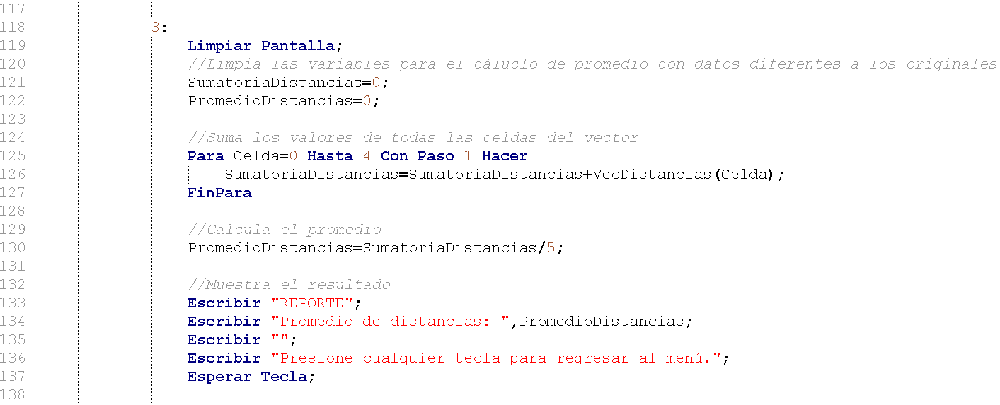 117
118 3:
119 Limpiar Pantalla;
120 //Limpia las variables para el cáluclo de promedio con datos diferentes a los originales
121 SumatoriaDistancias=0;
122 PromedioDistancias=0;
123
124 //Suma los valores de todas las celdas del vector
125 Para Celda=0 Hasta 4 Con Paso 1 Hacer
126 SumatoriaDistancias=SumatoriaDistancias+VecDistancias(Celda);
127 FinPara
128
129 //Calcula el promedio
130 PromedioDistancias=SumatoriaDistancias/5;
131
132 //Muestra el resultado
133 Escribir "REPORTE";
134 Escribir "Promedio de distancias: ",PromedioDistancias;
135 Escribir "";
136 Escribir "Presione cualquier tecla para regresar al menú.";
137 Esperar Tecla;
138